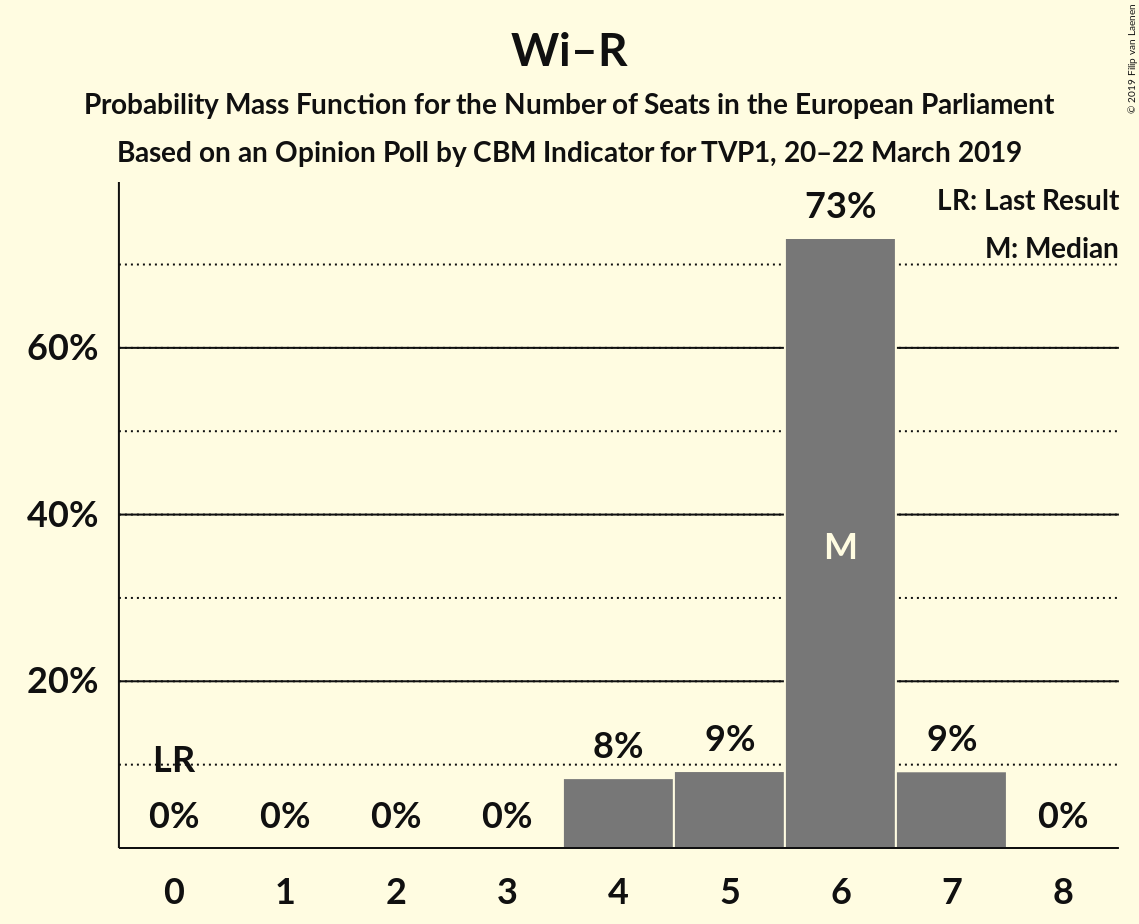 Wi–R
Probability Mass Function for the Number of Seats in the European Parliament
Based on an Opinion Poll by CBM Indicator for TVP1, 20–22 March 2019
© 2019 Filip van Laenen
LR: Last Result
M: Median
73%
60%
40%
M
20%
LR
0% 0% 0% 0% 8% 9% 9% 0%
0 1 2 3 4 5 6 7 8